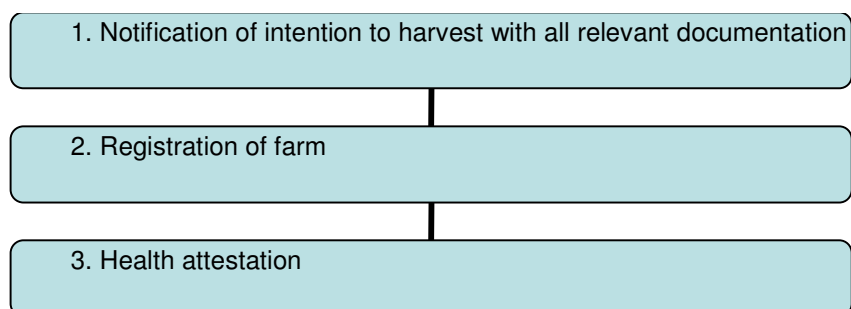 1. Notification of intention to harvest with all relevant documentation
2. Registration of farm
3. Health attestation